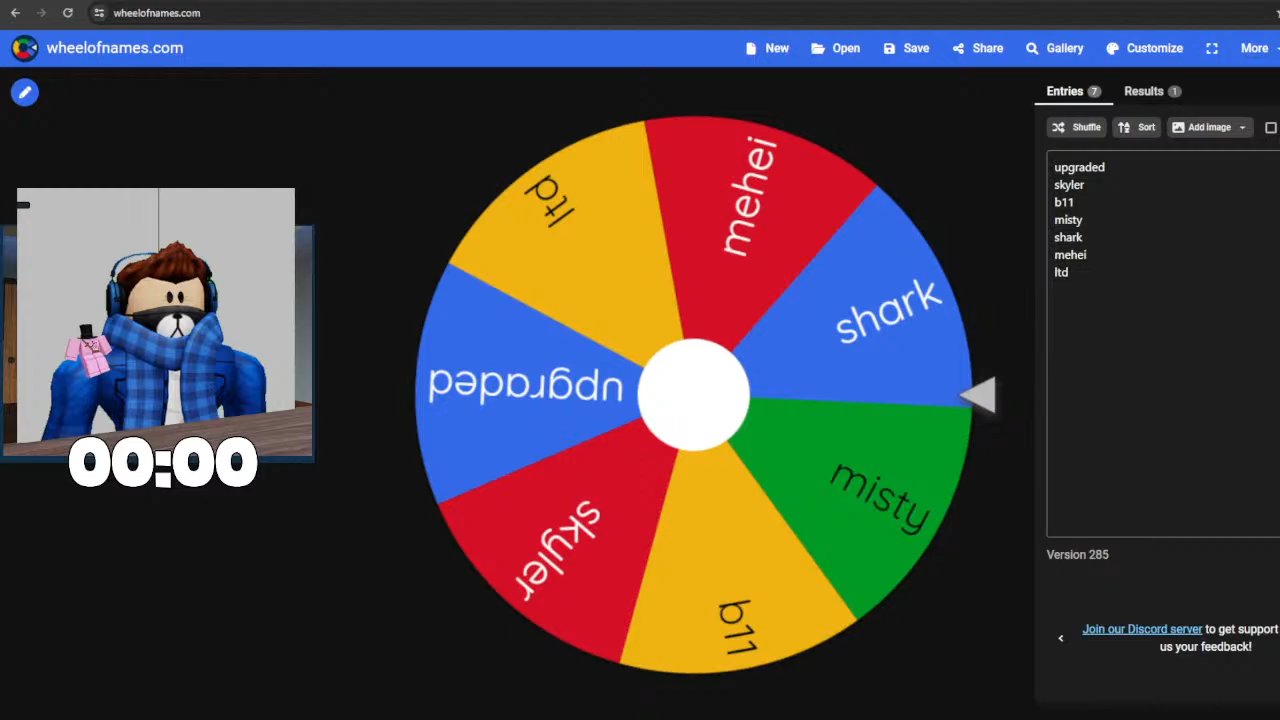 wheelofnames.com
wheelofnames.com
New
Open
Save
Share
Gallery
Customize
More
Entries 7
Results 1
Shuffle
Sort
Add image
upgraded
skyler
b11
misty
shark
mehei
ltd
ltd
mehei
shark
misty
b11
skyler
upgraded
00:00
Version 285
Join our Discord server to get support
us your feedback!